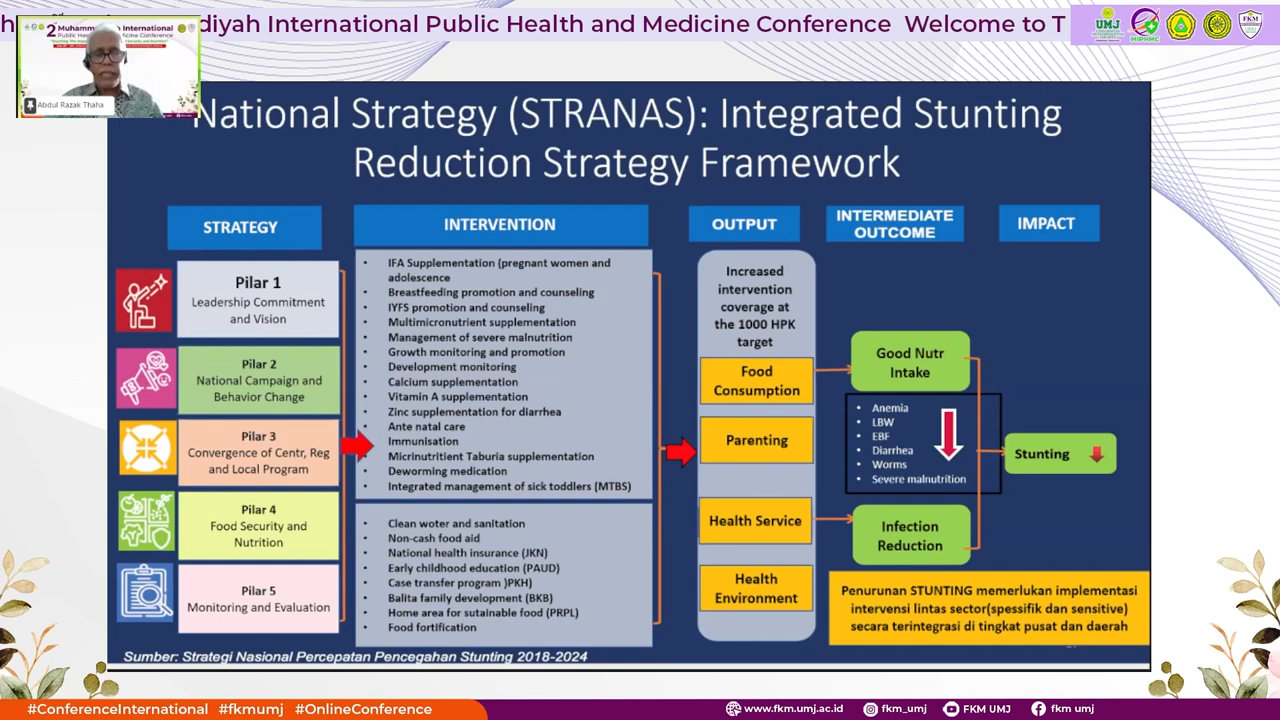 diyah International Public Health and Medicine Conference Welcome to T
UMJ
MIPHMC
FKM
2 Muhamm International
Public He
Conference
Abdul Razak Thaha
National Strategy (STRANAS): Integrated Stunting
Reduction Strategy Framework
STRATEGY
INTERVENTION
OUTPUT
INTERMEDIATE
OUTCOME
IMPACT
Pilar 1
Leadership Commitment
and Vision
Pilar 2
National Campaign and
Behavior Change
Pilar 3
Convergence of Centr, Reg
and Local Program
Pilar 4
Food Security and
Nutrition
Pilar 5
Monitoring and Evaluation
• IFA Supplementation (pregnant women and
adolescence
• Breastfeeding promotion and counseling
• IYFS promotion and counseling
• Multimicronutrient supplementation
• Management of severe malnutrition
• Growth monitoring and promotion
• Development monitoring
• Calcium supplementation
• Vitamin A supplementation
• Zinc supplementation for diarrhea
• Ante natal care
• Immunisation
• Micrinutritient Taburia supplementation
• Deworming medication
• Integrated management of sick toddlers (MTBS)
• Clean woter and sanitation
• Non-cash food aid
• National health insurance (JKN)
• Early childhood education (PAUD)
• Case transfer program )PKH)
• Balita family development (BKB)
• Home area for sutainable food (PRPL)
• Food fortification
Increased
intervention
coverage at
the 1000 HPK
target
Food
Consumption
Parenting
Health Service
Health
Environment
Good Nutr
Intake
• Anemia
• LBW
• EBF
• Diarrhea
• Worms
• Severe malnutrition
Infection
Reduction
Stunting
Penurunan STUNTING memerlukan implementasi
intervensi lintas sector(spessifik dan sensitive)
secara terintegrasi di tingkat pusat dan daerah
Sumber: Strategi Nasional Percepatan Pencegahan Stunting 2018-2024
#ConferenceInternational #fkmumj #OnlineConference
www.fkm.umj.ac.id
fkm_umj
FKM UMJ
fkm umj